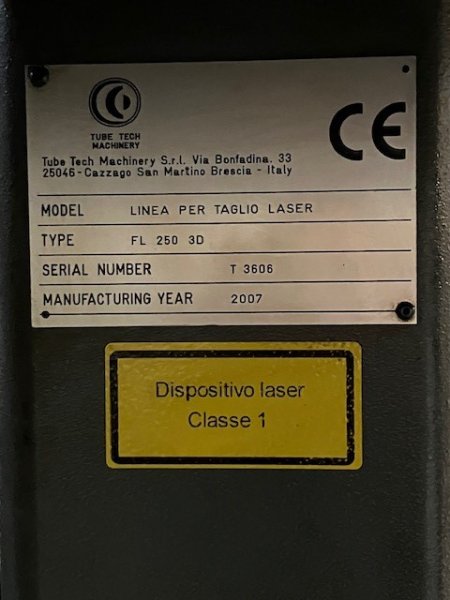 TUBE TECH
MACHINERY
CE
Tube Tech Machinery S.r.l. Via Bonfadina. 33
25046 - Cazzago San Martino Brescia - Italy
MODEL LINEA PER TAGLIO LASER
TYPE FL 250 3D
SERIAL NUMBER T 3606
MANUFACTURING YEAR 2007
Dispositivo laser
Classe 1